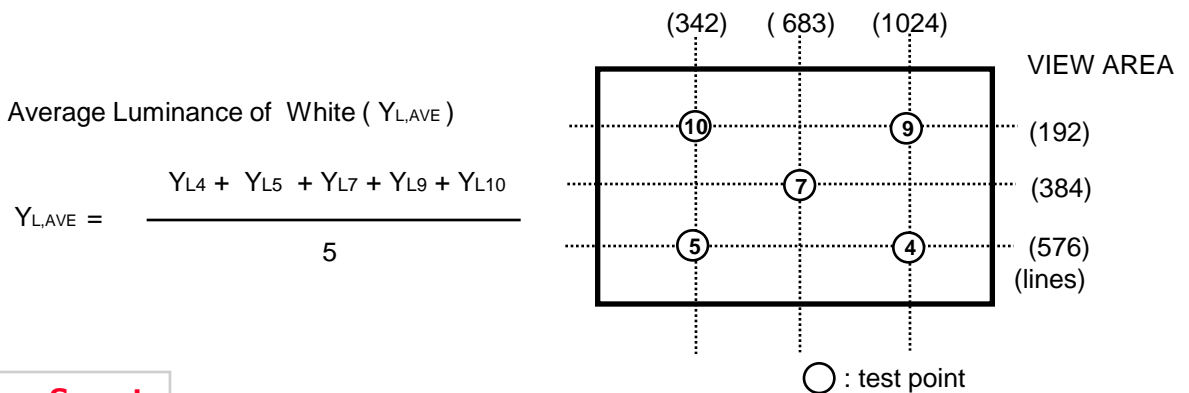 (342) ( 683) (1024)
VIEW AREA
Average Luminance of White ( YL,AVE )
10 9 (192)
YL4 + YL5 + YL7 + YL9 + YL10
7 (384)
YL,AVE =
5
5 4 (576)
(lines)
: test point